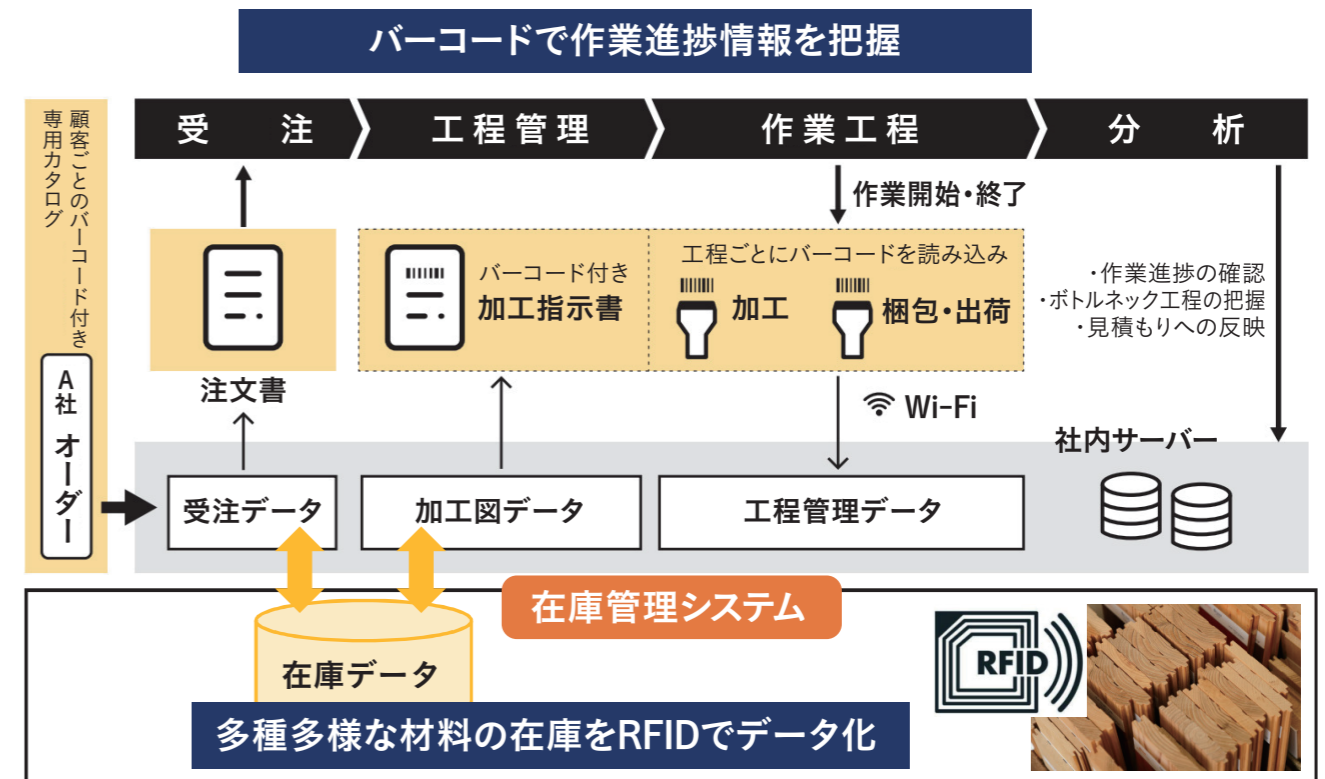 バーコードで作業進捗情報を把握
顧客ごとのバーコード付き
専用カタログ
A社 オーダー
受注
工程管理
作業工程
分析
作業開始・終了
バーコード付き
加工指示書
工程ごとにバーコードを読み込み
加工
梱包・出荷
・作業進捗の確認
・ボトルネック工程の把握
・見積もりへの反映
注文書
Wi-Fi
社内サーバー
受注データ
加工図データ
工程管理データ
在庫管理システム
在庫データ
RFID
多種多様な材料の在庫をRFIDでデータ化